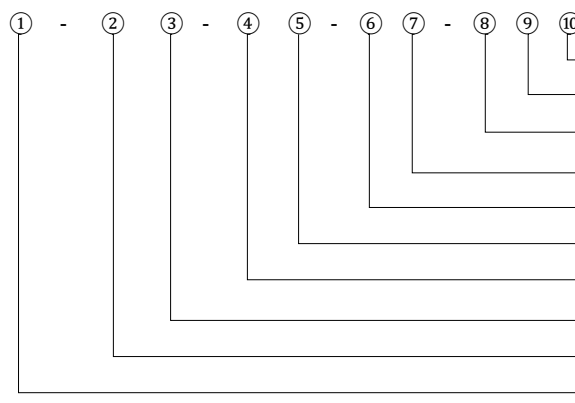 ① - ② ③ - ④ ⑤ - ⑥ ⑦ - ⑧ ⑨ ⑩